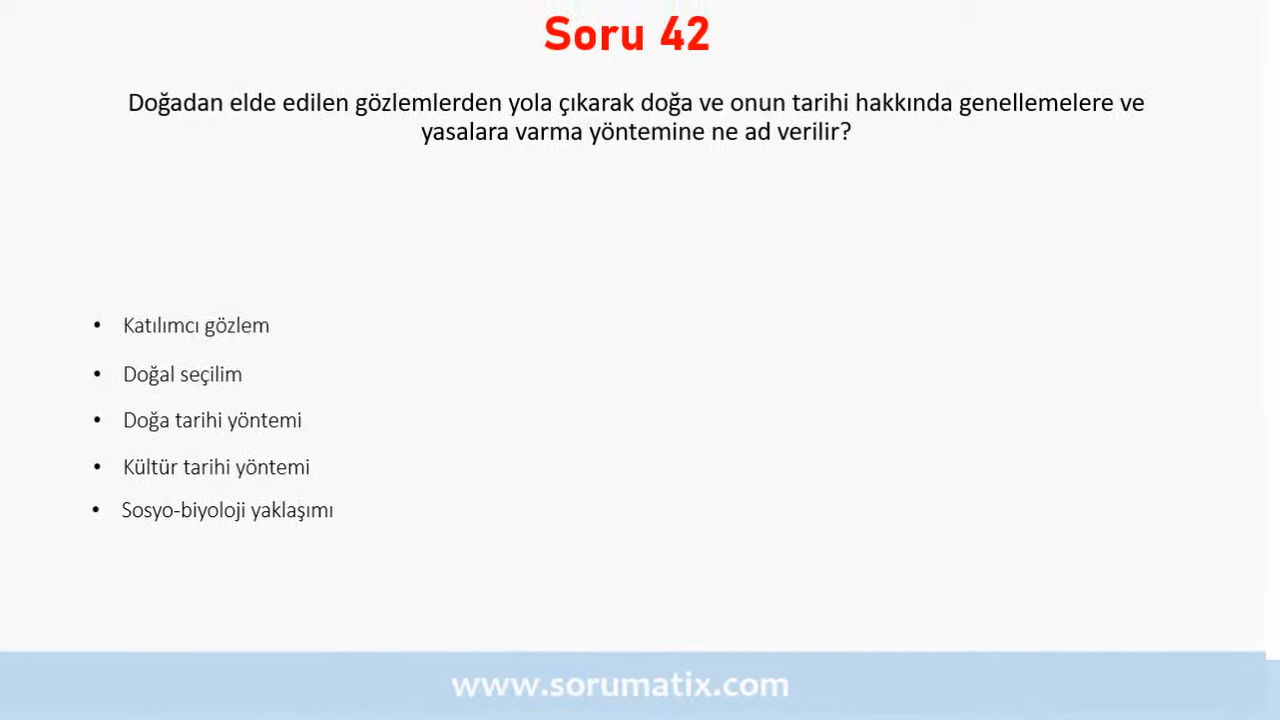 Soru 42
Doğadan elde edilen gözlemlerden yola çıkarak doğa ve onun tarihi hakkında genellemelere ve
yasalara varma yöntemine ne ad verilir?
• Katılımcı gözlem
• Doğal seçilim
• Doğa tarihi yöntemi
• Kültür tarihi yöntemi
• Sosyo-biyoloji yaklaşımı
www.sorumatix.com